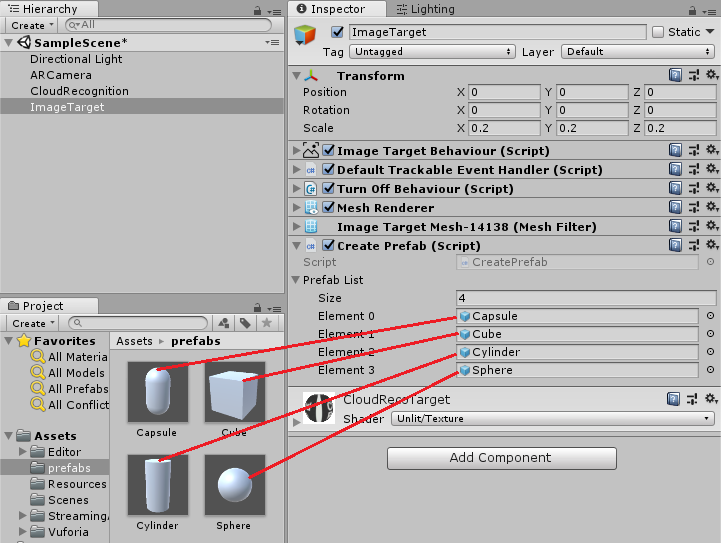 Hierarchy
Create
All
SampleScene*
Directional Light
ARCamera
CloudRecognition
ImageTarget
Project
Create
Favorites
All Materia
All Models
All Prefabs
All Conflict
Assets
Editor
prefabs
Resources
Scenes
Streaming
Vuforia
Assets prefabs
Capsule
Cube
Cylinder
Sphere
Inspector Lighting
ImageTarget Static
Tag Untagged Layer Default
Transform
Position X 0 Y 0 Z 0
Rotation X 0 Y 0 Z 0
Scale X 0.2 Y 0.2 Z 0.2
Image Target Behaviour (Script)
Default Trackable Event Handler (Script)
Turn Off Behaviour (Script)
Mesh Renderer
Image Target Mesh-14138 (Mesh Filter)
Create Prefab (Script)
Script CreatePrefab
Prefab List
Size 4
Element 0 Capsule
Element 1 Cube
Element 2 Cylinder
Element 3 Sphere
CloudRecoTarget
Shader Unlit/Texture
Add Component